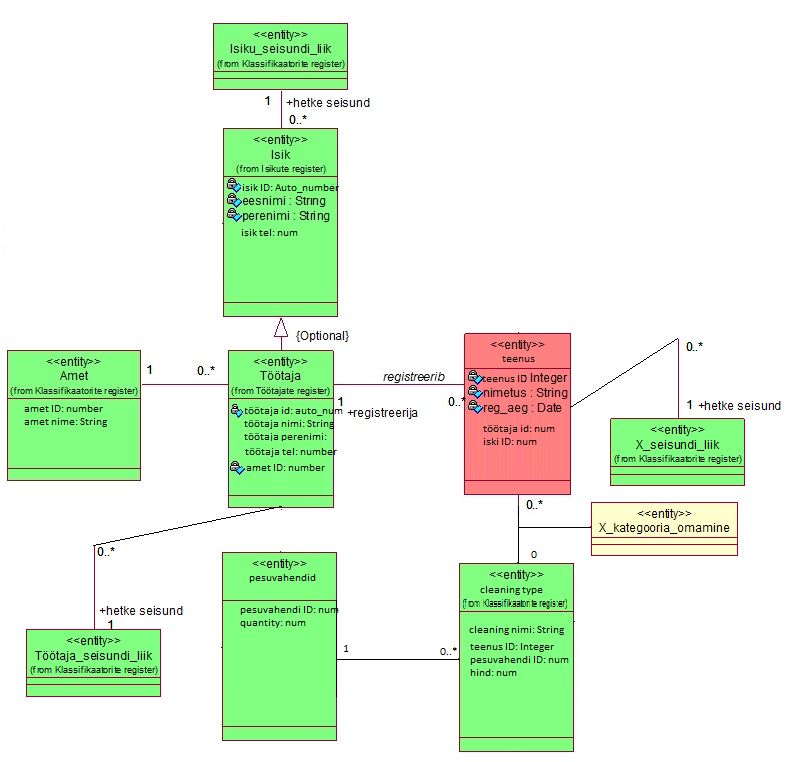 <<entity>>
Isiku_seisundi_liik
(from Klassifikaatorite register)
1
+hetke seisund
0..*
<<entity>>
Isik
(from Isikute register)
isik ID: Auto_number
eesnimi : String
perenimi : String
isik tel: num
{Optional}
<<entity>>
Amet
(from Klassifikaatorite register)
amet ID: number
amet nime: String
1
0..*
<<entity>>
Töötaja
(from Töötajate register)
töötaja id: auto_num
töötaja nimi: String
töötaja perenimi:
töötaja tel: number
amet ID: number
registreerib
1
+registreerija
0..*
<<entity>>
teenus
teenus ID Integer
nimetus : String
reg_aeg : Date
töötaja id: num
iski ID: num
0..*
1
+hetke seisund
<<entity>>
X_seisundi_liik
(from Klassifikaatorite register)
0..*
<<entity>>
X_kategooria_omamine
0
0..*
+hetke seisund
1
<<entity>>
Töötaja_seisundi_liik
(from Klassifikaatorite register)
<<entity>>
pesuvahendid
pesuvahendi ID: num
quantity: num
1
0..*
<<entity>>
cleaning type
(from Klassifikaatorite register)
cleaning nimi: String
teenus ID: Integer
pesuvahendi ID: num
hind: num